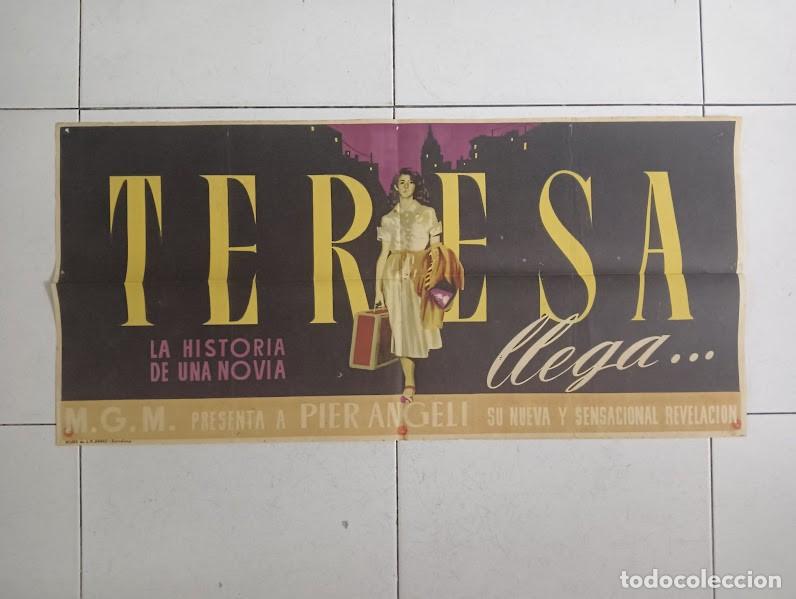 TERESA
LA HISTORIA
DE UNA NOVIA
llega...
M.G.M. PRESENTA A PIER ANGELI SU NUEVA Y SENSACIONAL REVELACION
todocoleccion